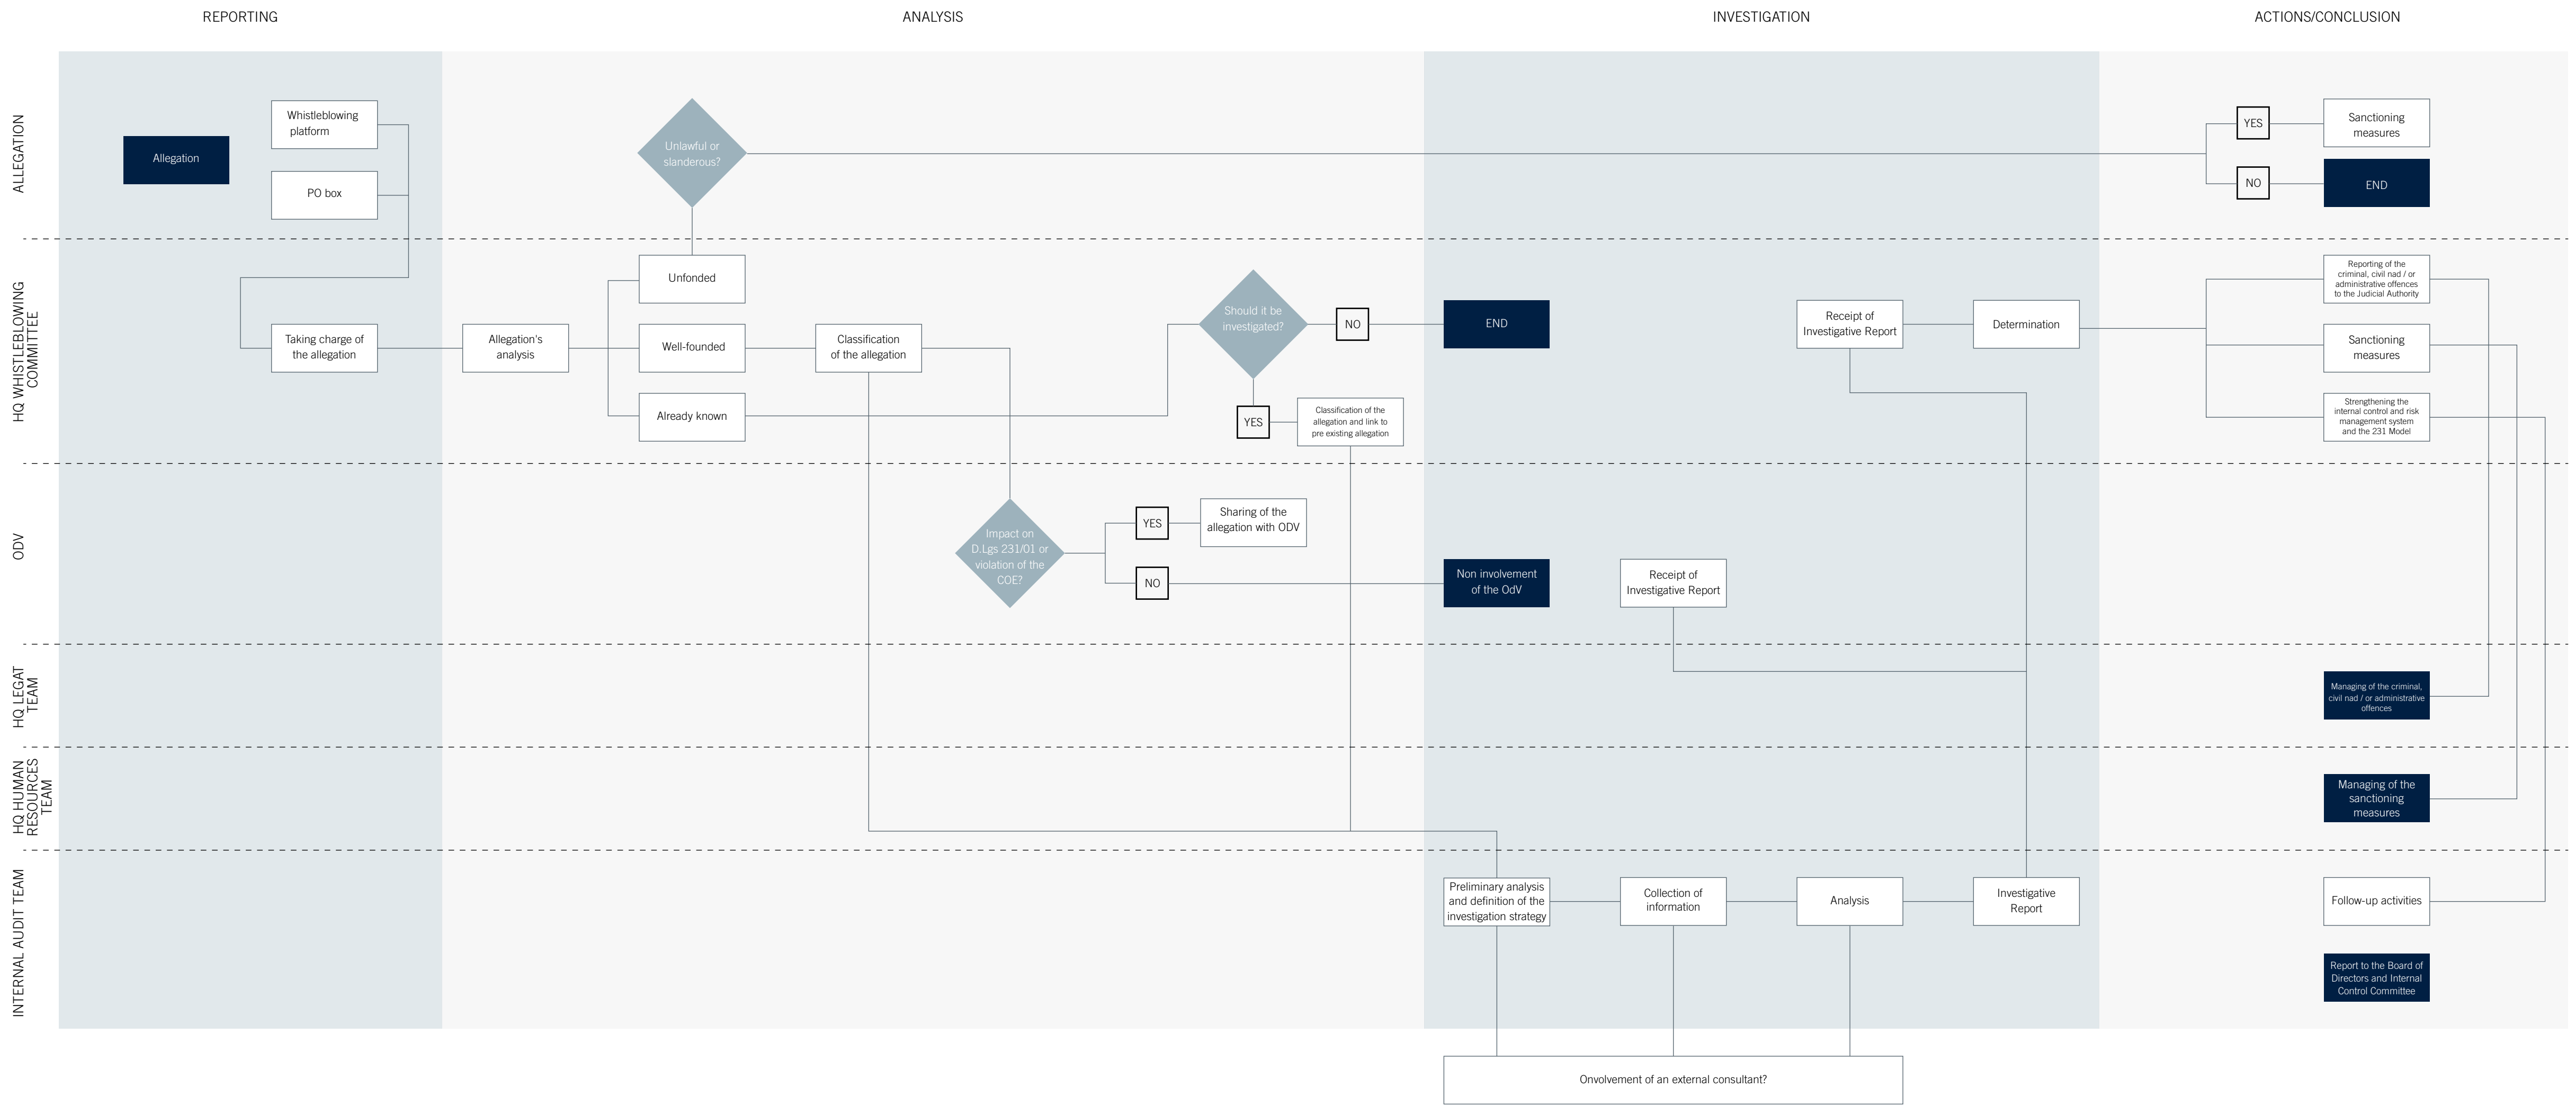 REPORTING
ANALYSIS
INVESTIGATION
ACTIONS/CONCLUSION
ALLEGATION
Allegation
Whistleblowing
platform
PO box
Unlawful or
slanderous?
YES
Sanctioning
measures
NO
END
HQ WHISTLEBLOWING
COMMITTEE
Taking charge of
the allegation
Allegation's
analysis
Unfonded
Well-founded
Already known
Classification
of the allegation
Should it be
investigated?
NO
END
YES
Classification of the
allegation and link to
pre existing allegation
Receipt of
Investigative Report
Determination
Reporting of the
criminal, civil nad / or
administrative offences
to the Judicial Authority
Sanctioning
measures
Strengthening the
internal control and risk
management system
and the 231 Model
ODV
Impact on
D.Lgs 231/01 or
violation of the
COE?
YES
Sharing of the
allegation with ODV
NO
Non involvement
of the OdV
Receipt of
Investigative Report
HQ LEGAT
TEAM
Managing of the criminal,
civil nad / or administrative
offences
HQ HUMAN
RESOURCES
TEAM
Managing of the
sanctioning
measures
INTERNAL AUDIT TEAM
Preliminary analysis
and definition of the
investigation strategy
Collection of
information
Analysis
Investigative
Report
Follow-up activities
Report to the Board of
Directors and Internal
Control Committee
Onvolvement of an external consultant?